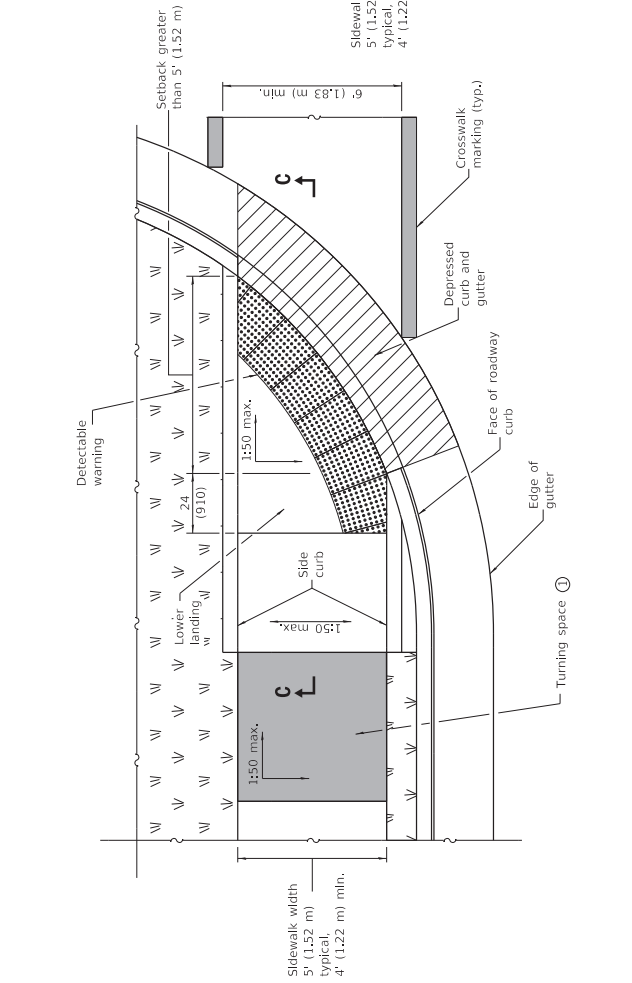 Setback greater
than 5' (1.52 m)
Sidewal
5' (1.52
typical,
4' (1.22
6' (1.83 m) min.
Crosswalk
marking (typ.)
C
Depressed
curb and
gutter
Face of roadway
curb
Edge of
gutter
Detectable
warning
1:50 max.
24
(910)
Lower
landing
Side
curb
1:50 max.
Turning space 1
C
1:50 max.
Sidewalk width
5' (1.52 m)
typical,
4' (1.22 m) min.